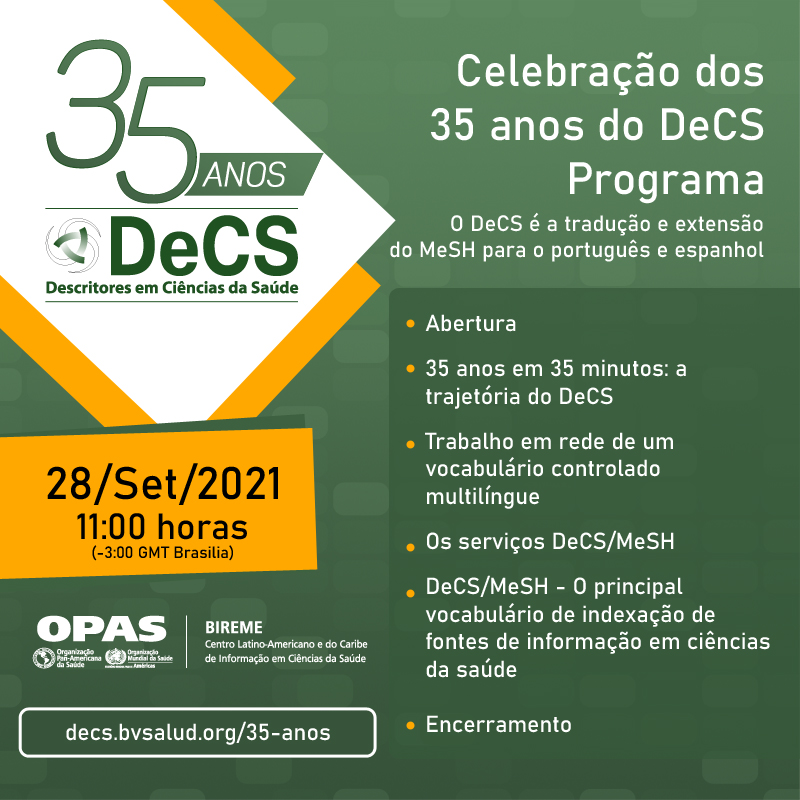 35
ANOS
DeCS
Descritores em Ciências da Saúde
Celebração dos
35 anos do DeCS
Programa
O DeCS é a tradução e extensão
do MeSH para o português e espanhol
• Abertura
• 35 anos em 35 minutos: a
trajetória do DeCS
• Trabalho em rede de um
vocabulário controlado
multilíngue
• Os serviços DeCS/MeSH
• DeCS/MeSH - O principal
vocabulário de indexação de
fontes de informação em ciências
da saúde
• Encerramento
28/Set/2021
11:00 horas
(-3:00 GMT Brasilia)
OPAS
Organização
Pan-Americana
da Saúde
Organização
Mundial da Saúde
Américas
BIREME
Centro Latino-Americano e do Caribe
de Informação em Ciências da Saúde
decs.bvsalud.org/35-anos